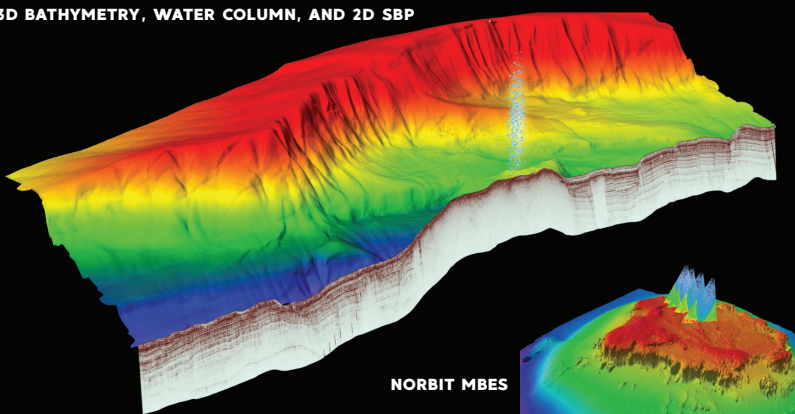 3D BATHYMETRY, WATER COLUMN, AND 2D SBP
NORBIT MBES